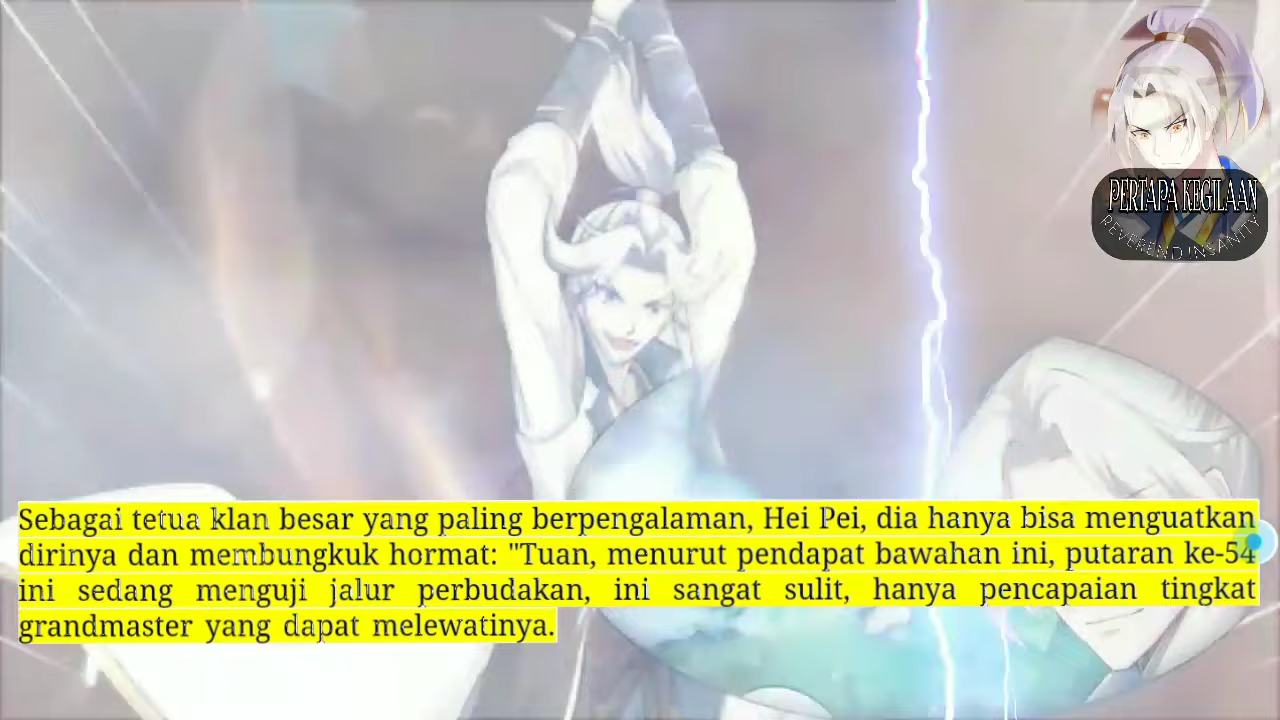 PERTAPA KEGILAAN
REVEREND INSANITY
Sebagai tetua klan besar yang paling berpengalaman, Hei Pei, dia hanya bisa menguatkan
dirinya dan membungkuk hormat: "Tuan, menurut pendapat bawahan ini, putaran ke-54
ini sedang menguji jalur perbudakan, ini sangat sulit, hanya pencapaian tingkat
grandmaster yang dapat melewatinya.